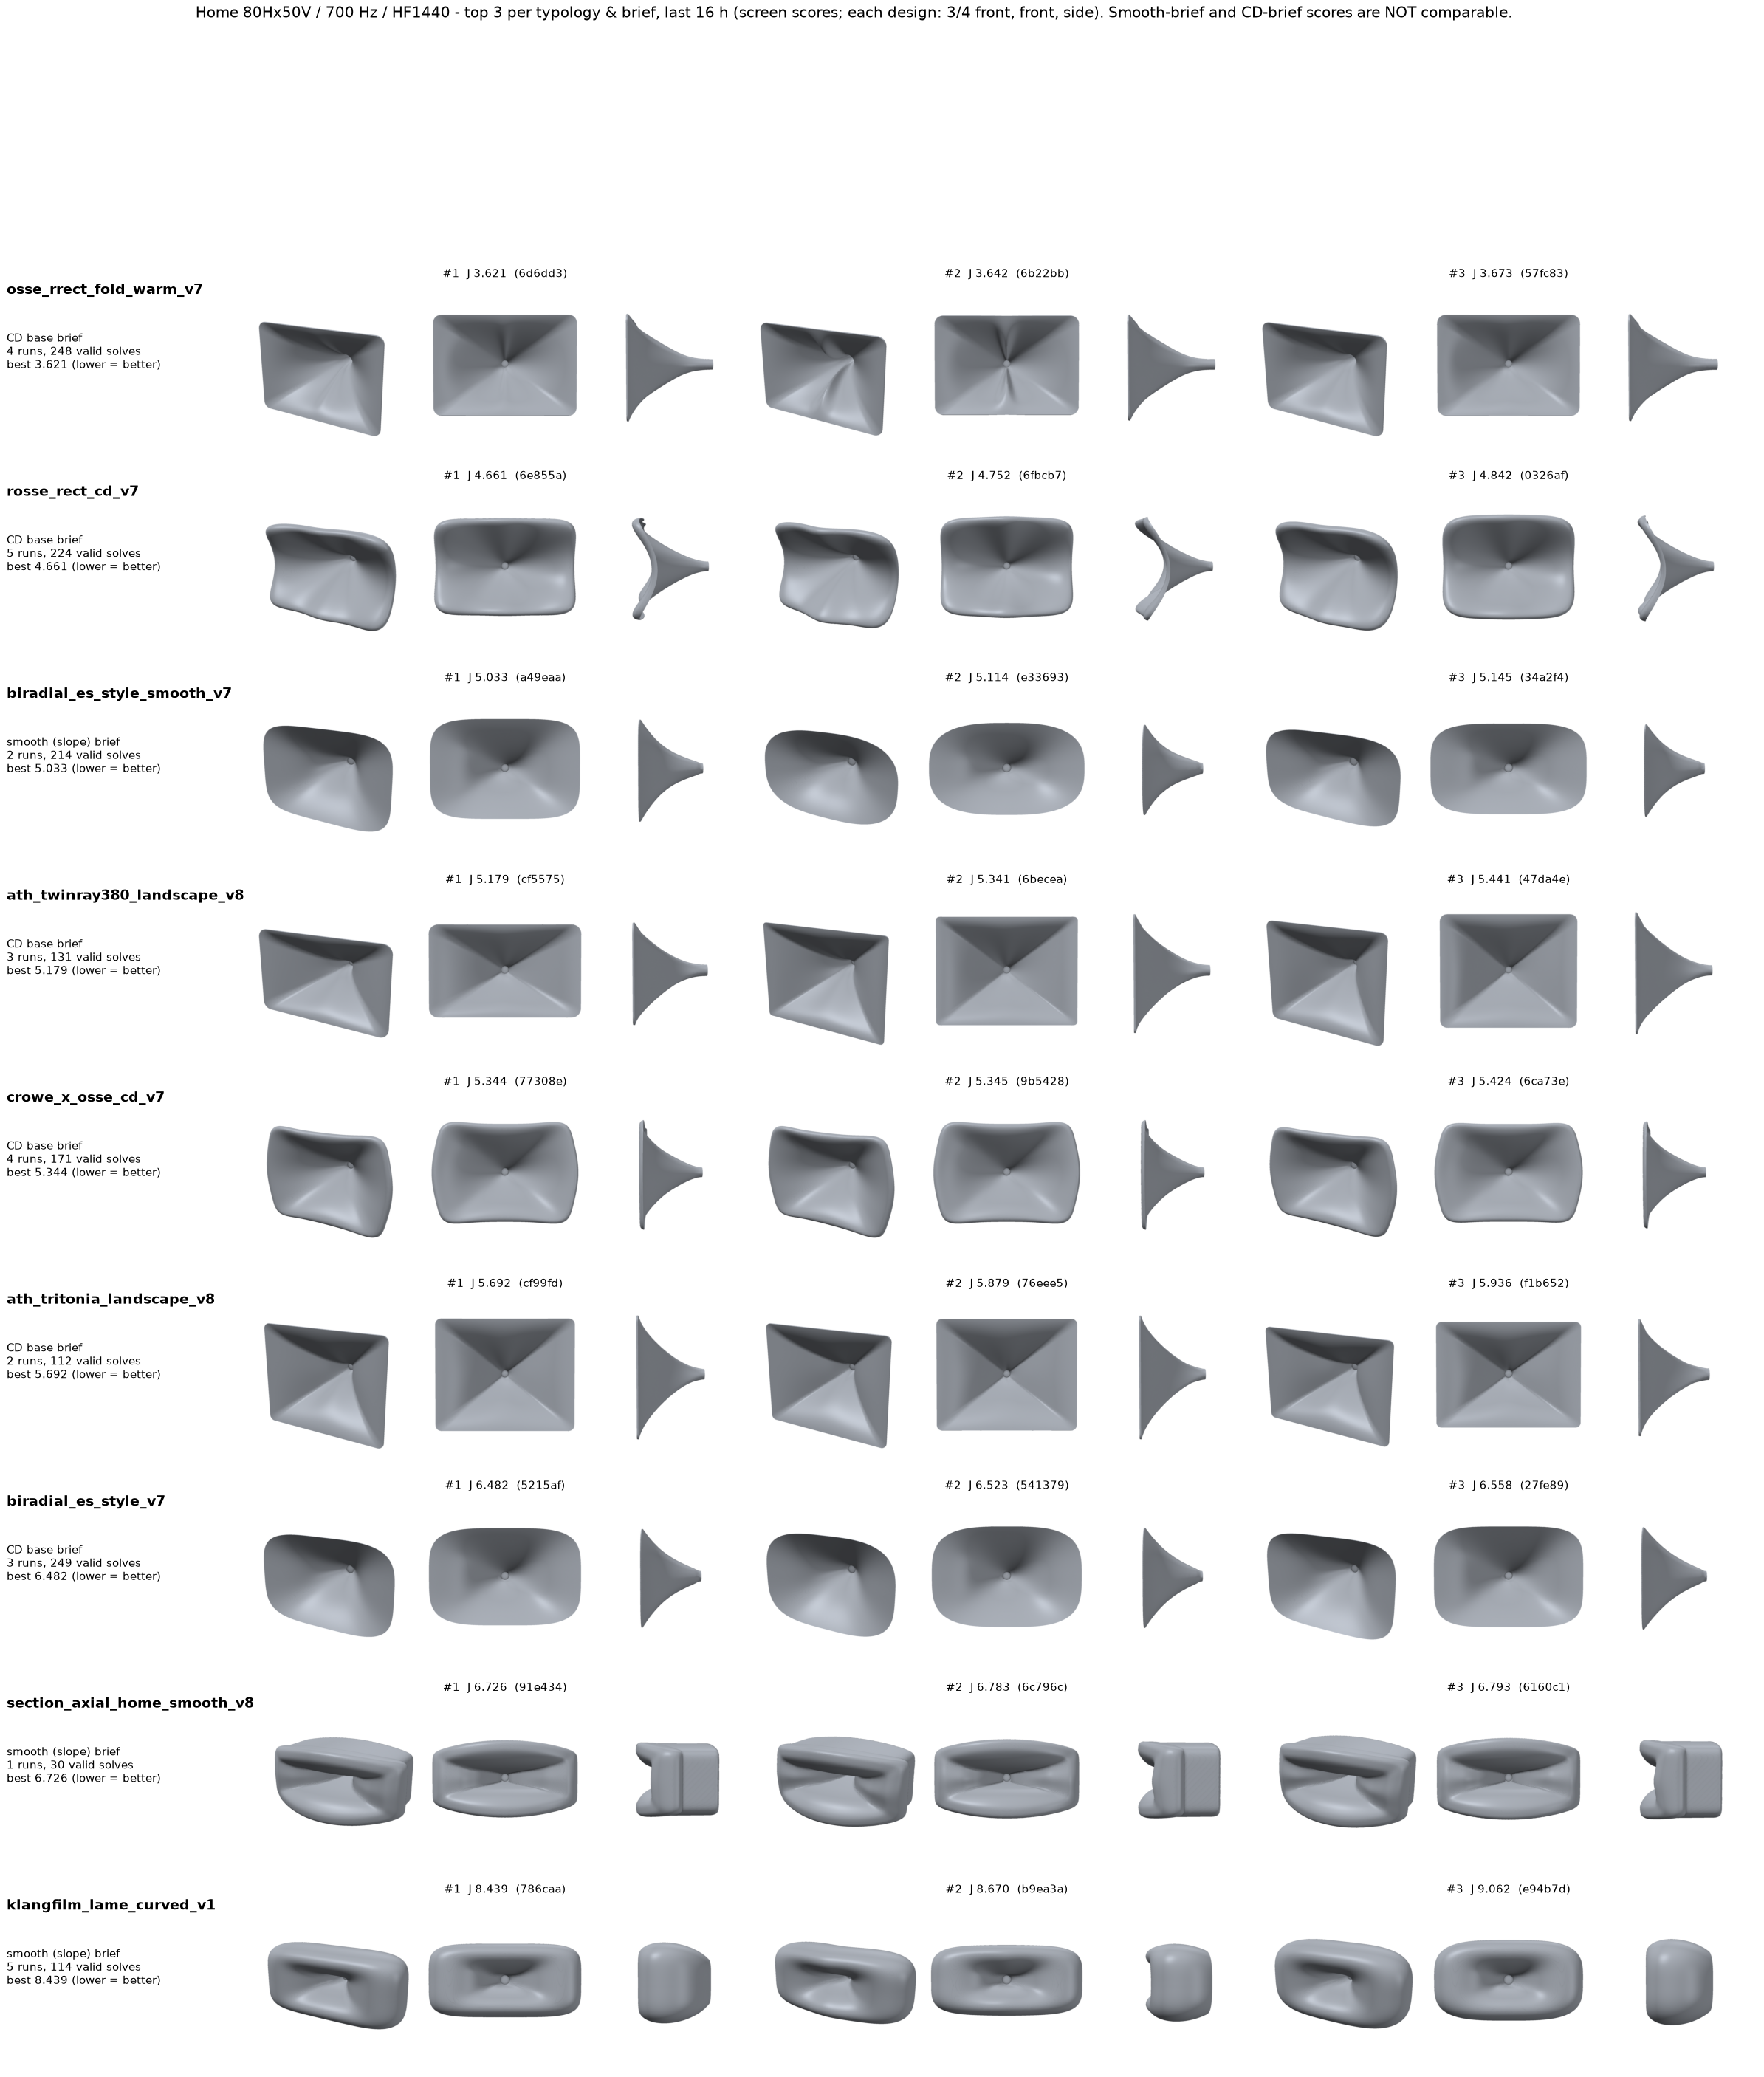 Home 80Hx50V / 700 Hz / HF1440 - top 3 per typology & brief, last 16 h (screen scores; each design: 3/4 front, front, side). Smooth-brief and CD-brief scores are NOT comparable.
#1 J 3.621 (6d6dd3)
#2 J 3.642 (6b22bb)
#3 J 3.673 (57fc83)
osse_rrect_fold_warm_v7
CD base brief
4 runs, 248 valid solves
best 3.621 (lower = better)
#1 J 4.661 (6e855a)
#2 J 4.752 (6fbcb7)
#3 J 4.842 (0326af)
rosse_rect_cd_v7
CD base brief
5 runs, 224 valid solves
best 4.661 (lower = better)
#1 J 5.033 (a49eaa)
#2 J 5.114 (e33693)
#3 J 5.145 (34a2f4)
biradial_es_style_smooth_v7
smooth (slope) brief
2 runs, 214 valid solves
best 5.033 (lower = better)
#1 J 5.179 (cf5575)
#2 J 5.341 (6becea)
#3 J 5.441 (47da4e)
ath_twinray380_landscape_v8
CD base brief
3 runs, 131 valid solves
best 5.179 (lower = better)
#1 J 5.344 (77308e)
#2 J 5.345 (9b5428)
#3 J 5.424 (6ca73e)
crowe_x_osse_cd_v7
CD base brief
4 runs, 171 valid solves
best 5.344 (lower = better)
#1 J 5.692 (cf99fd)
#2 J 5.879 (76eee5)
#3 J 5.936 (f1b652)
ath_tritonia_landscape_v8
CD base brief
2 runs, 112 valid solves
best 5.692 (lower = better)
#1 J 6.482 (5215af)
#2 J 6.523 (541379)
#3 J 6.558 (27fe89)
biradial_es_style_v7
CD base brief
3 runs, 249 valid solves
best 6.482 (lower = better)
#1 J 6.726 (91e434)
#2 J 6.783 (6c796c)
#3 J 6.793 (6160c1)
section_axial_home_smooth_v8
smooth (slope) brief
1 runs, 30 valid solves
best 6.726 (lower = better)
#1 J 8.439 (786caa)
#2 J 8.670 (b9ea3a)
#3 J 9.062 (e94b7d)
klangfilm_lame_curved_v1
smooth (slope) brief
5 runs, 114 valid solves
best 8.439 (lower = better)